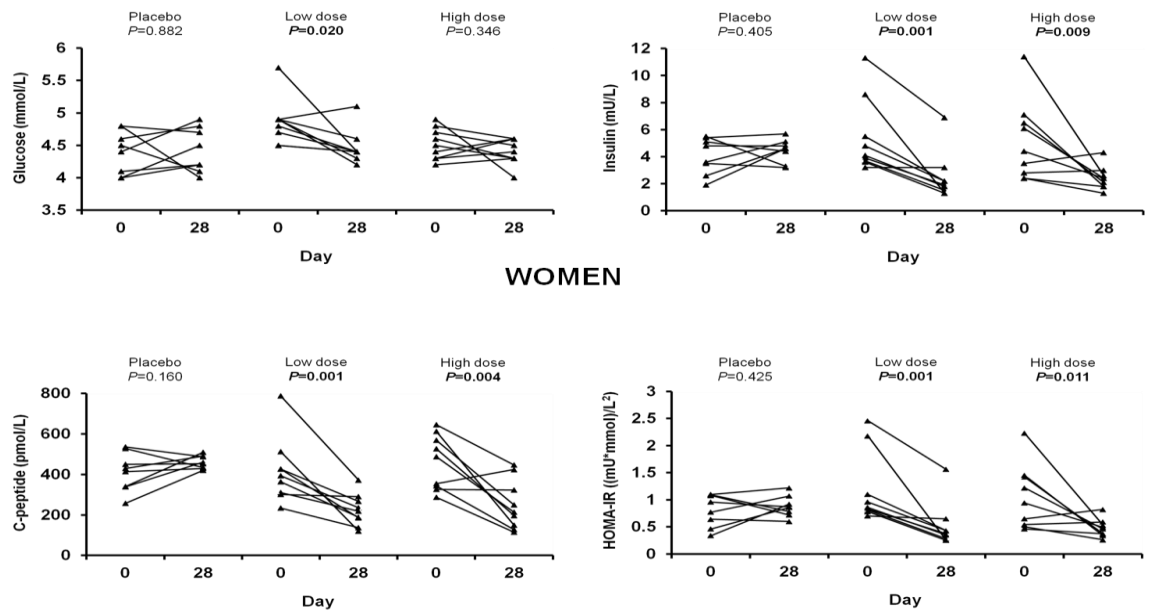 Placebo Low dose High dose
P=0.882 P=0.020 P=0.346
Glucose (mmol/L)
6
5.5
5
4.5
4
3.5
0 28 0 28 0 28
Day
Placebo Low dose High dose
P=0.405 P=0.001 P=0.009
Insulin (mU/L)
12
10
8
6
4
2
0
0 28 0 28 0 28
Day
WOMEN
Placebo Low dose High dose
P=0.160 P=0.001 P=0.004
C-peptide (pmol/L)
800
600
400
200
0
0 28 0 28 0 28
Day
Placebo Low dose High dose
P=0.425 P=0.001 P=0.011
HOMA-IR ((mU*mmol)/L²)
3
2.5
2
1.5
1
0.5
0
0 28 0 28 0 28
Day